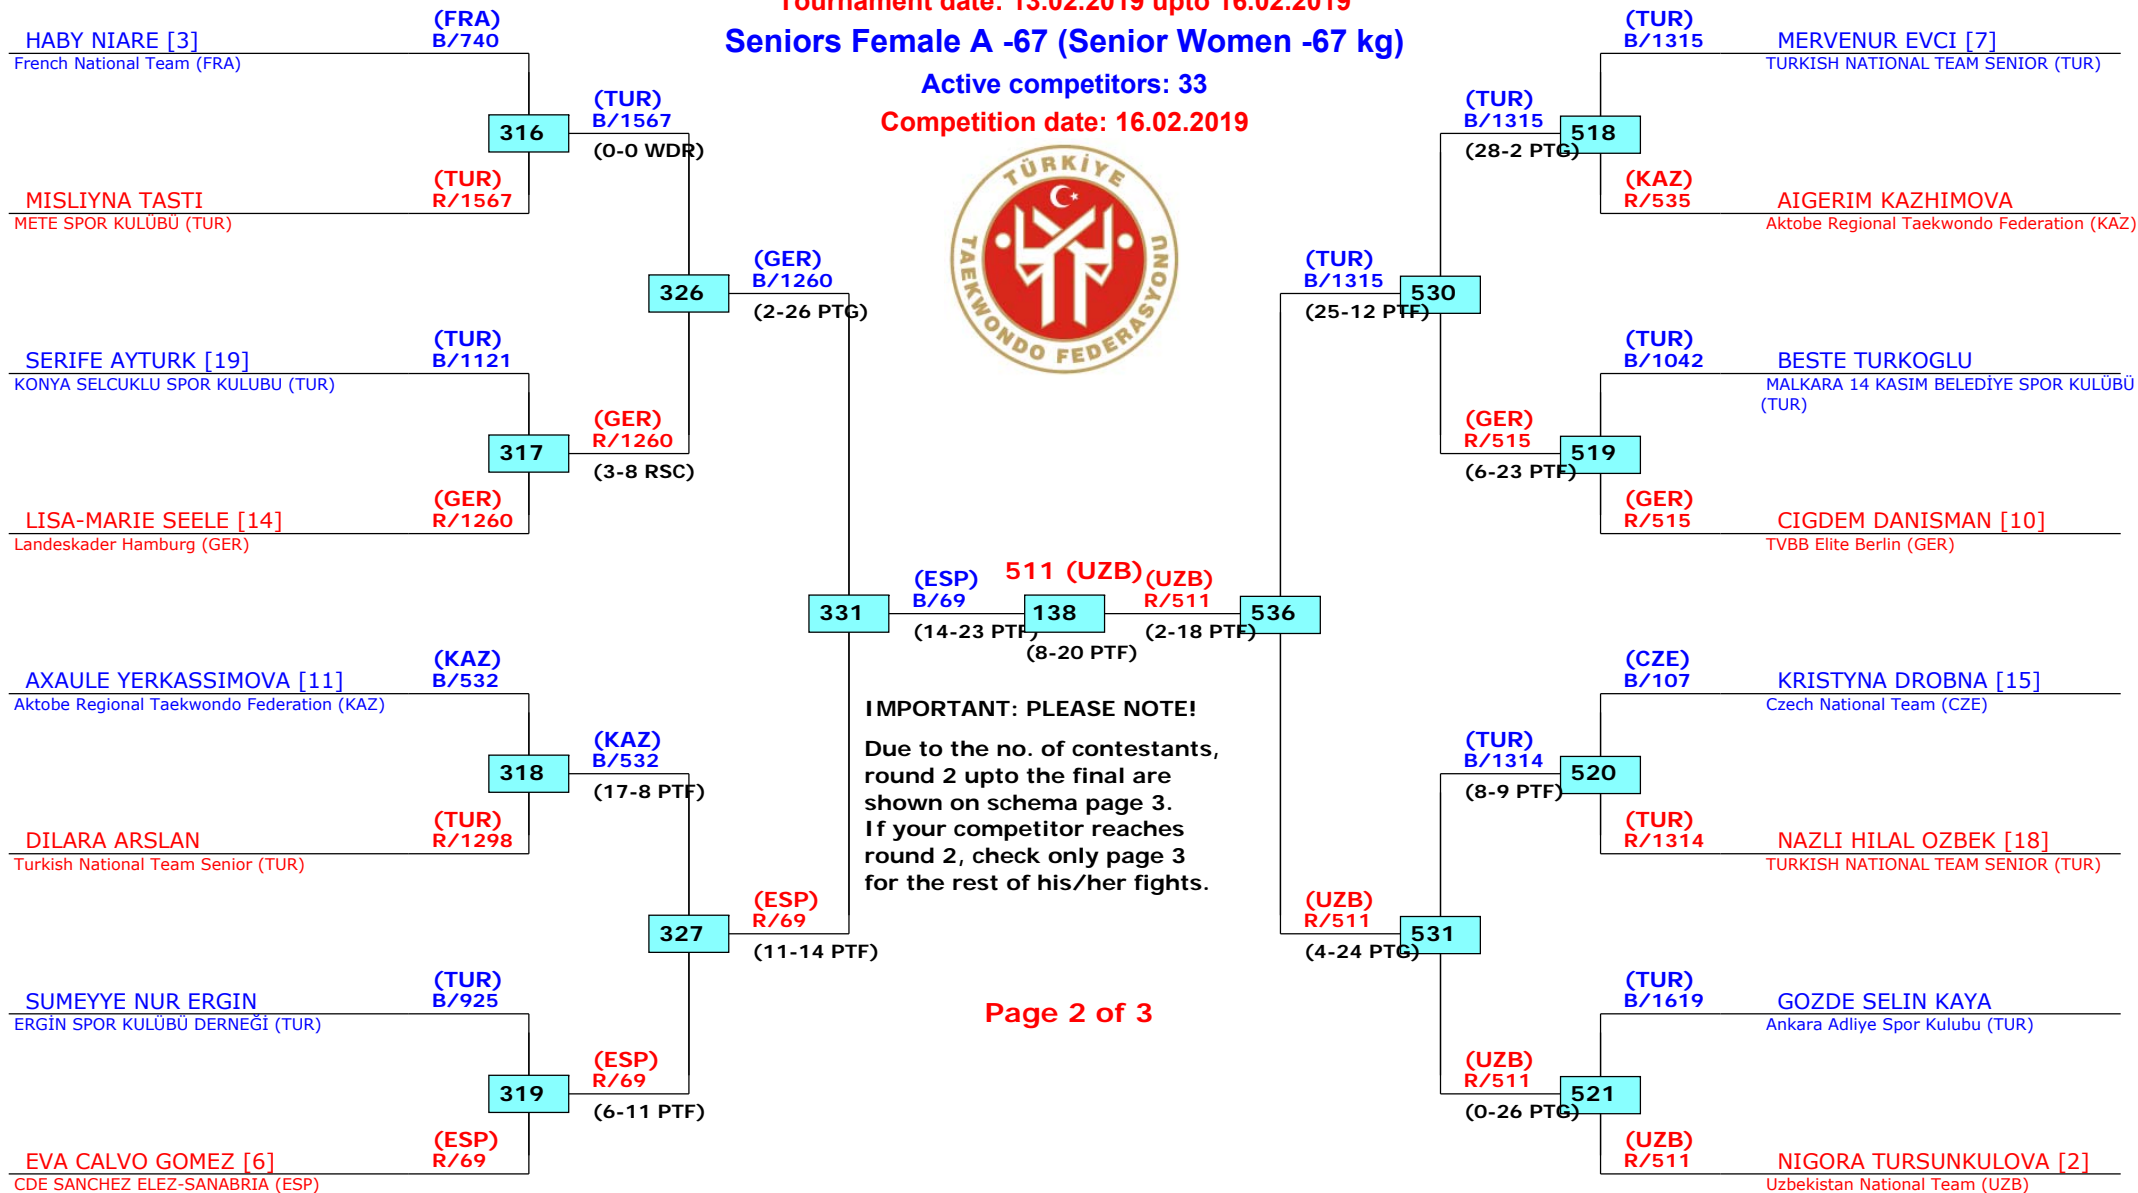 Tournament date: 13.02.2019 upto 16.02.2019
Seniors Female A -67 (Senior Women -67 kg)
Active competitors: 33
Competition date: 16.02.2019
TÜRKİYE
TAEKWONDO FEDERASYONU
(FRA)
HABY NIARE [3] B/740
French National Team (FRA)
316
(TUR)
B/1567
(0-0 WDR)
(TUR)
MISLIYNA TASTI R/1567
METE SPOR KULÜBÜ (TUR)
326
(GER)
B/1260
(2-26 PTG)
(TUR)
SERIFE AYTURK [19] B/1121
KONYA SELCUKLU SPOR KULUBU (TUR)
317
(GER)
R/1260
(3-8 RSC)
(GER)
LISA-MARIE SEELE [14] R/1260
Landeskader Hamburg (GER)
331
(ESP)
B/69
(14-23 PTF)
511 (UZB)
138
(8-20 PTF)
(UZB)
R/511
(2-18 PTF)
536
(KAZ)
AXAULE YERKASSIMOVA [11] B/532
Aktobe Regional Taekwondo Federation (KAZ)
318
(KAZ)
B/532
(17-8 PTF)
(TUR)
DILARA ARSLAN R/1298
Turkish National Team Senior (TUR)
327
(ESP)
R/69
(11-14 PTF)
(TUR)
SUMEYYE NUR ERGIN B/925
ERGİN SPOR KULÜBÜ DERNEĞİ (TUR)
319
(ESP)
R/69
(6-11 PTF)
(ESP)
EVA CALVO GOMEZ [6] R/69
CDE SANCHEZ ELEZ-SANABRIA (ESP)
IMPORTANT: PLEASE NOTE!
Due to the no. of contestants,
round 2 upto the final are
shown on schema page 3.
If your competitor reaches
round 2, check only page 3
for the rest of his/her fights.
Page 2 of 3
(TUR)
B/1315 MERVENUR EVCI [7]
TURKISH NATIONAL TEAM SENIOR (TUR)
(TUR)
B/1315
(28-2 PTG)
518
(KAZ)
R/535 AIGERIM KAZHIMOVA
Aktobe Regional Taekwondo Federation (KAZ)
(TUR)
B/1315
(25-12 PTF)
530
(TUR)
B/1042 BESTE TURKOGLU
MALKARA 14 KASIM BELEDİYE SPOR KULÜBÜ
(TUR)
(GER)
R/515
(6-23 PTF)
519
(GER)
R/515 CIGDEM DANISMAN [10]
TVBB Elite Berlin (GER)
(CZE)
B/107 KRISTYNA DROBNA [15]
Czech National Team (CZE)
(TUR)
B/1314
(8-9 PTF)
520
(TUR)
R/1314 NAZLI HILAL OZBEK [18]
TURKISH NATIONAL TEAM SENIOR (TUR)
(UZB)
R/511
(4-24 PTG)
531
(TUR)
B/1619 GOZDE SELIN KAYA
Ankara Adliye Spor Kulubu (TUR)
(UZB)
R/511
(0-26 PTG)
521
(UZB)
R/511 NIGORA TURSUNKULOVA [2]
Uzbekistan National Team (UZB)